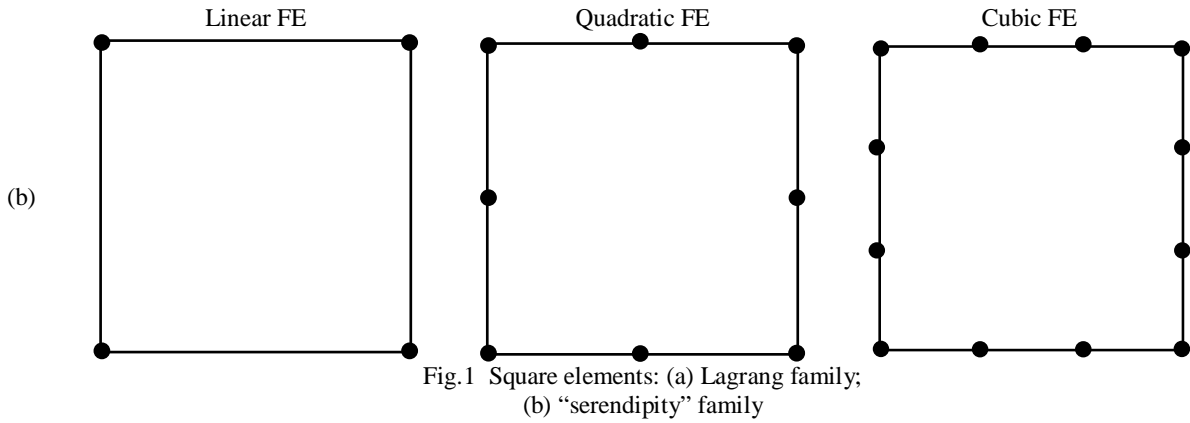 Linear FE
Quadratic FE
Cubic FE
(b)
Fig.1 Square elements: (a) Lagrang family;
(b) “serendipity” family